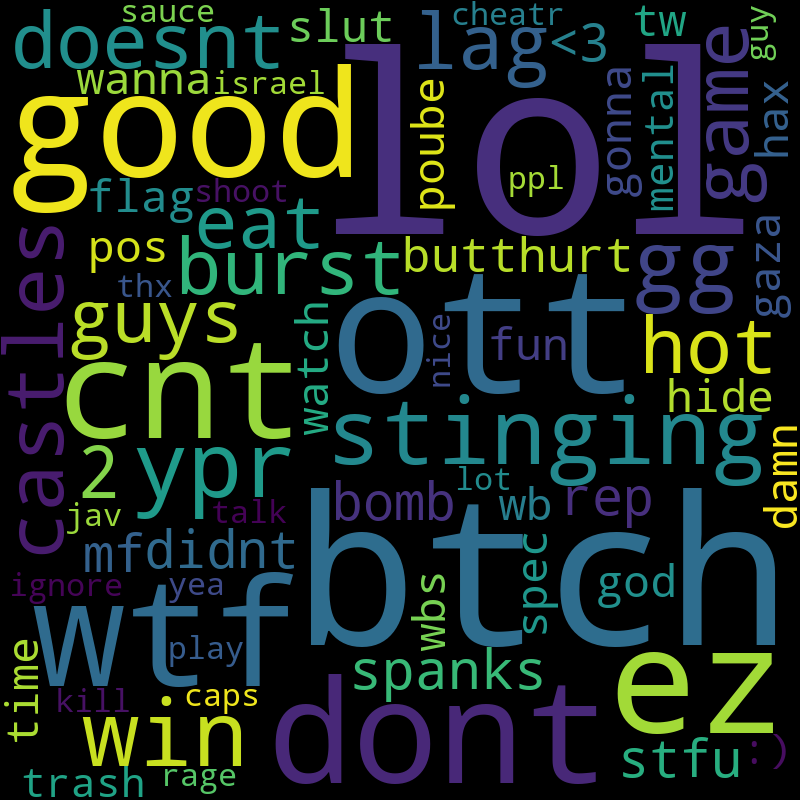 sauce
doesnt
slut
lag
cheatr
<3
tw
guy
wanna
israel
good
lol
game
hax
gonna
mental
poube
ppl
flag
shoot
eat
pos
burst
butthurt
gg
gaza
castles
thx
guys
watch
ott
nice
fun
hot
hide
cnt
stinging
2
ypr
jav
talk
bomb
lot
wb
rep
damn
mf
didnt
btch
spec
god
ignore
yea
wbs
wtf
play
spanks
ez
time
kill
caps
win
dont
stfu
:)
trash
rage